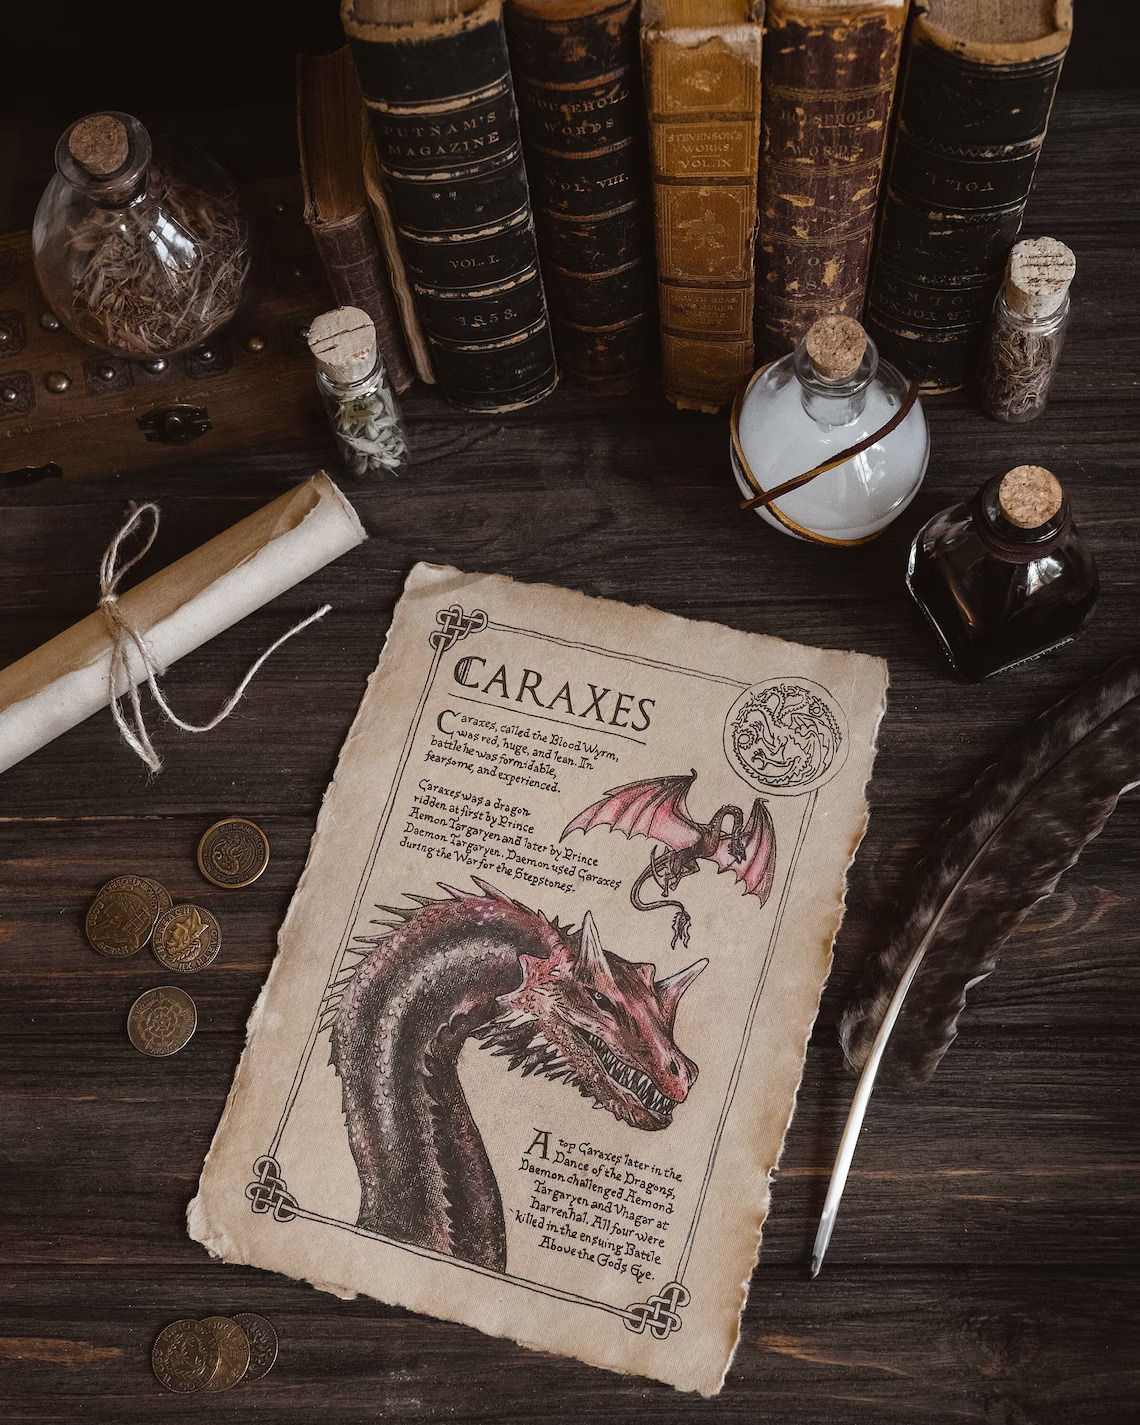 PUTNAM'S
MAGAZINE
VOL. I.
1853.
HOUSEHOLD
WORDS
VOL. VIII.
STEVENSON'S
WORKS
VOL. IX
HOUSEHOLD
WORDS
VOL. I.
CARAXES
Caraxes, called the Blood Wyrm,
was red, huge, and lean. In
battle he was formidable,
fearsome, and experienced.
Caraxes was a dragon
ridden at first by Prince
Aemon Targaryen and later by Prince
Daemon Targaryen. Daemon used Caraxes
during the War for the Stepstones.
Atop Caraxes later in the
Dance of the Dragons,
Daemon challenged Aemond
Targaryen and Vhagar at
Harrenhal. All four were
killed in the ensuing Battle
Above the Gods Eye.